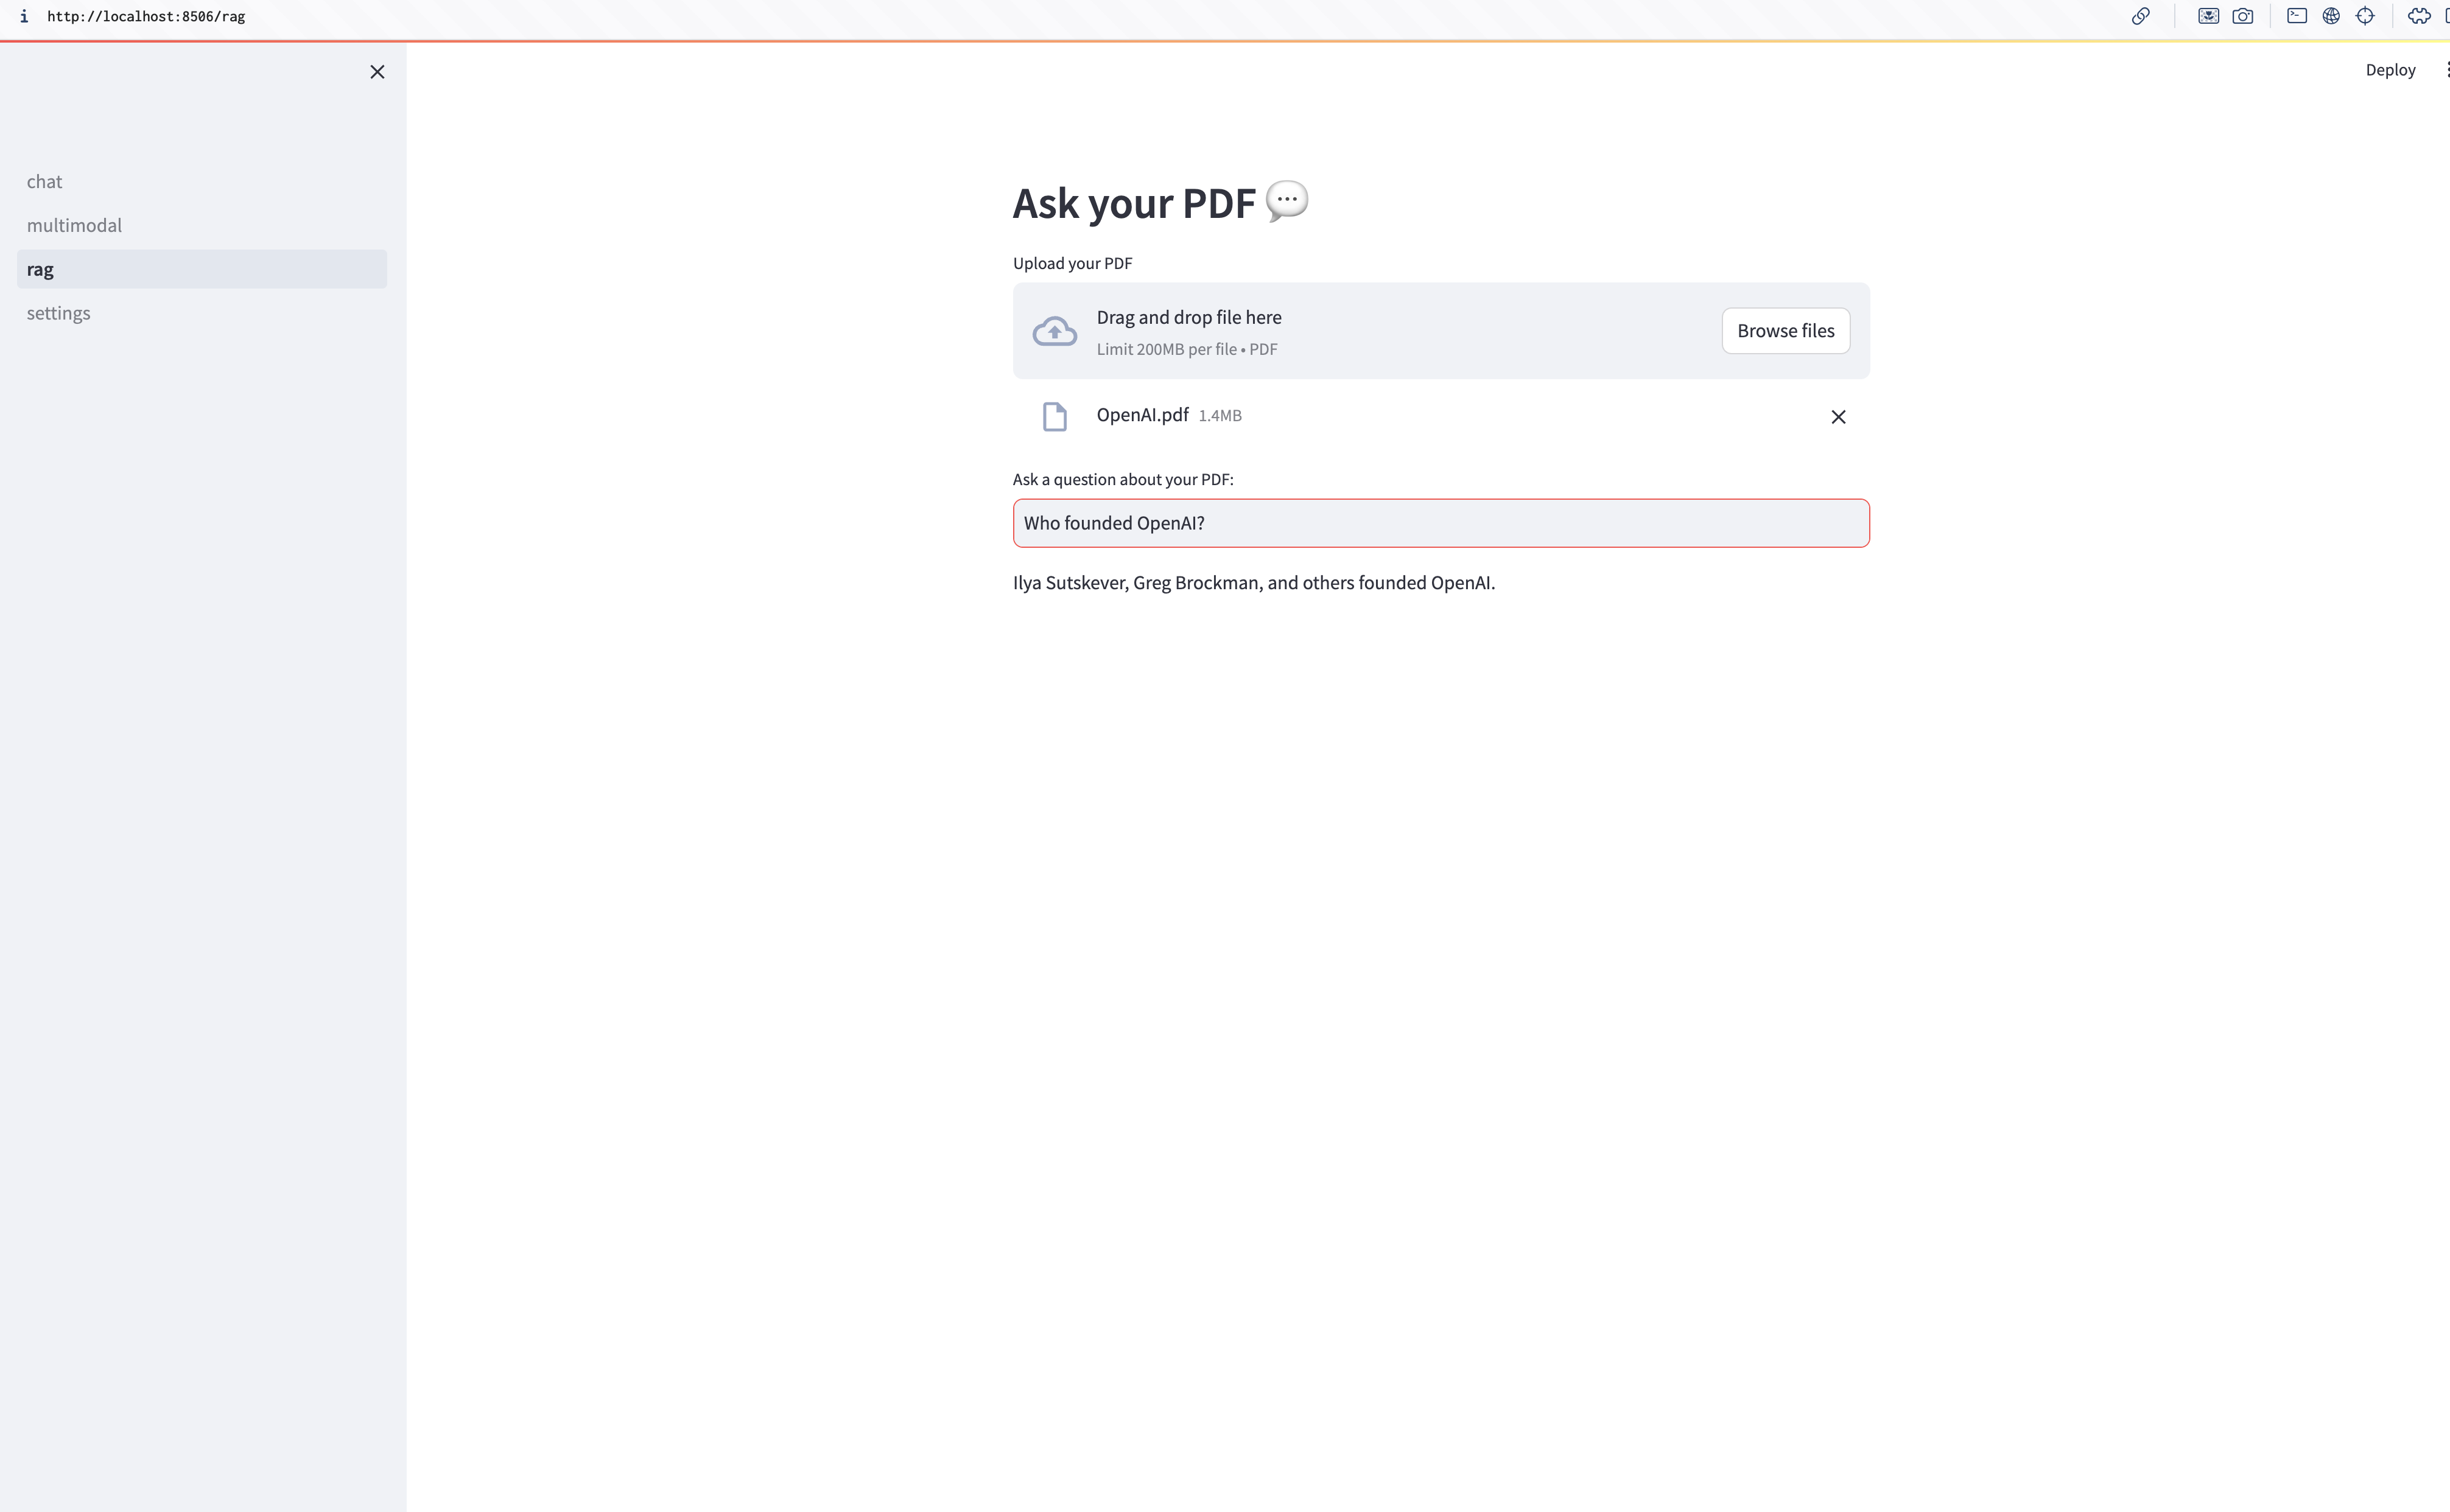 http://localhost:8506/rag
Deploy
chat
multimodal
rag
settings
Ask your PDF 💬
Upload your PDF
Drag and drop file here
Limit 200MB per file • PDF
Browse files
OpenAI.pdf 1.4MB
Ask a question about your PDF:
Who founded OpenAI?
Ilya Sutskever, Greg Brockman, and others founded OpenAI.